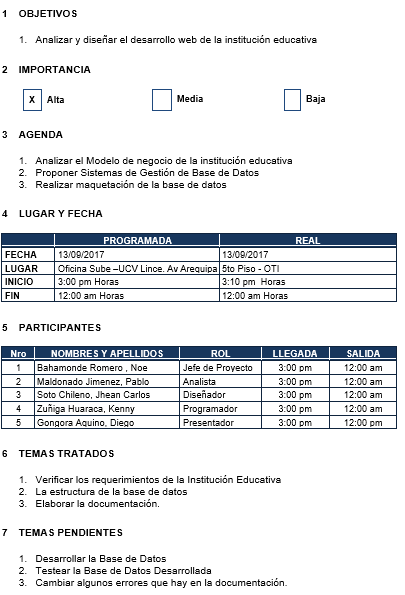 1 OBJETIVOS
1. Analizar y diseñar el desarrollo web de la institución educativa
2 IMPORTANCIA
X Alta Media Baja
3 AGENDA
1. Analizar el Modelo de negocio de la institución educativa
2. Proponer Sistemas de Gestión de Base de Datos
3. Realizar maquetación de la base de datos
4 LUGAR Y FECHA
PROGRAMADA REAL
FECHA 13/09/2017 13/09/2017
LUGAR Oficina Sube –UCV Lince. Av Arequipa 5to Piso - OTI
INICIO 3:00 pm Horas 3:10 pm Horas
FIN 12:00 am Horas 12:00 am Horas
5 PARTICIPANTES
Nro NOMBRES Y APELLIDOS ROL LLEGADA SALIDA
1 Bahamonde Romero , Noe Jefe de Proyecto 3:00 pm 12:00 am
2 Maldonado Jimenez, Pablo Analista 3:00 pm 12:00 am
3 Soto Chileno, Jhean Carlos Diseñador 3:00 pm 12:00 am
4 Zuñiga Huaraca, Kenny Programador 3:00 pm 12:00 am
5 Gongora Aquino, Diego Presentador 3:00 pm 12:00 pm
6 TEMAS TRATADOS
1. Verificar los requerimientos de la Institución Educativa
2. La estructura de la base de datos
3. Elaborar la documentación.
7 TEMAS PENDIENTES
1. Desarrollar la Base de Datos
2. Testear la Base de Datos Desarrollada
3. Cambiar algunos errores que hay en la documentación.